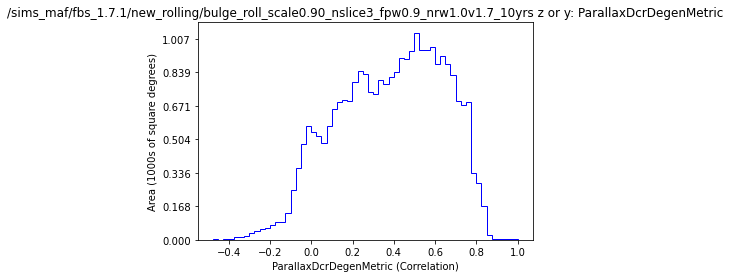 /sims_maf/fbs_1.7.1/new_rolling/bulge_roll_scale0.90_nslice3_fpw0.9_nrw1.0v1.7_10yrs z or y: ParallaxDcrDegenMetric
1.007
0.839
0.671
0.504
0.336
0.168
0.000
Area (1000s of square degrees)
−0.4 −0.2 0.0 0.2 0.4 0.6 0.8 1.0
ParallaxDcrDegenMetric (Correlation)